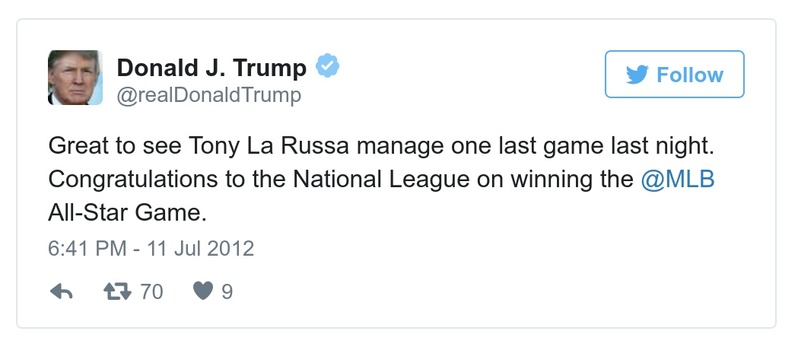 Donald J. Trump
@realDonaldTrump
Follow
Great to see Tony La Russa manage one last game last night.
Congratulations to the National League on winning the @MLB
All-Star Game.
6:41 PM - 11 Jul 2012
70 9